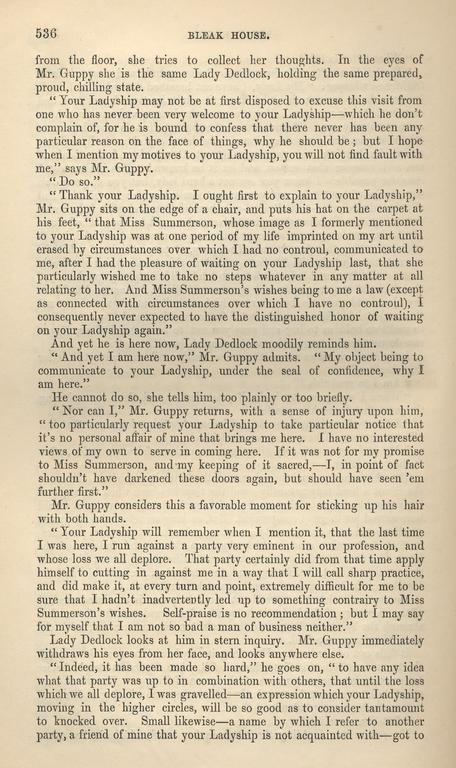 536 BLEAK HOUSE.
from the floor, she tries to collect her thoughts. In the eyes of
Mr. Guppy she is the same Lady Dedlock, holding the same prepared,
proud, chilling state.
“ Your Ladyship may not be at first disposed to excuse this visit from
one who has never been very welcome to your Ladyship—which he don’t
complain of, for he is bound to confess that there never has been any
particular reason on the face of things, why he should be ; but I hope
when I mention my motives to your Ladyship, you will not find fault with
me,” says Mr. Guppy.
“ Do so.”
“ Thank your Ladyship. I ought first to explain to your Ladyship,”
Mr. Guppy sits on the edge of a chair, and puts his hat on the carpet at
his feet, “ that Miss Summerson, whose image as I formerly mentioned
to your Ladyship was at one period of my life imprinted on my art until
erased by circumstances over which I had no controul, communicated to
me, after I had the pleasure of waiting on your Ladyship last, that she
particularly wished me to take no steps whatever in any matter at all
relating to her. And Miss Summerson’s wishes being to me a law (except
as connected with circumstances over which I have no controul), I
consequently never expected to have the distinguished honor of waiting
on your Ladyship again.”
And yet he is here now, Lady Dedlock moodily reminds him.
“ And yet I am here now,” Mr. Guppy admits. “ My object being to
communicate to your Ladyship, under the seal of confidence, why I
am here.”
He cannot do so, she tells him, too plainly or too briefly.
“ Nor can I,” Mr. Guppy returns, with a sense of injury upon him,
“ too particularly request your Ladyship to take particular notice that
it’s no personal affair of mine that brings me here. I have no interested
views of my own to serve in coming here. If it was not for my promise
to Miss Summerson, and my keeping of it sacred,—I, in point of fact
shouldn’t have darkened these doors again, but should have seen ’em
further first.”
Mr. Guppy considers this a favorable moment for sticking up his hair
with both hands.
“ Your Ladyship will remember when I mention it, that the last time
I was here, I run against a party very eminent in our profession, and
whose loss we all deplore. That party certainly did from that time apply
himself to cutting in against me in a way that I will call sharp practice,
and did make it, at every turn and point, extremely difficult for me to be
sure that I hadn’t inadvertently led up to something contrairy to Miss
Summerson’s wishes. Self-praise is no recommendation ; but I may say
for myself that I am not so bad a man of business neither.”
Lady Dedlock looks at him in stern inquiry. Mr. Guppy immediately
withdraws his eyes from her face, and looks anywhere else.
“ Indeed, it has been made so hard,” he goes on, “ to have any idea
what that party was up to in combination with others, that until the loss
which we all deplore, I was gravelled—an expression which your Ladyship,
moving in the higher circles, will be so good as to consider tantamount
to knocked over. Small likewise—a name by which I refer to another
party, a friend of mine that your Ladyship is not acquainted with—got to